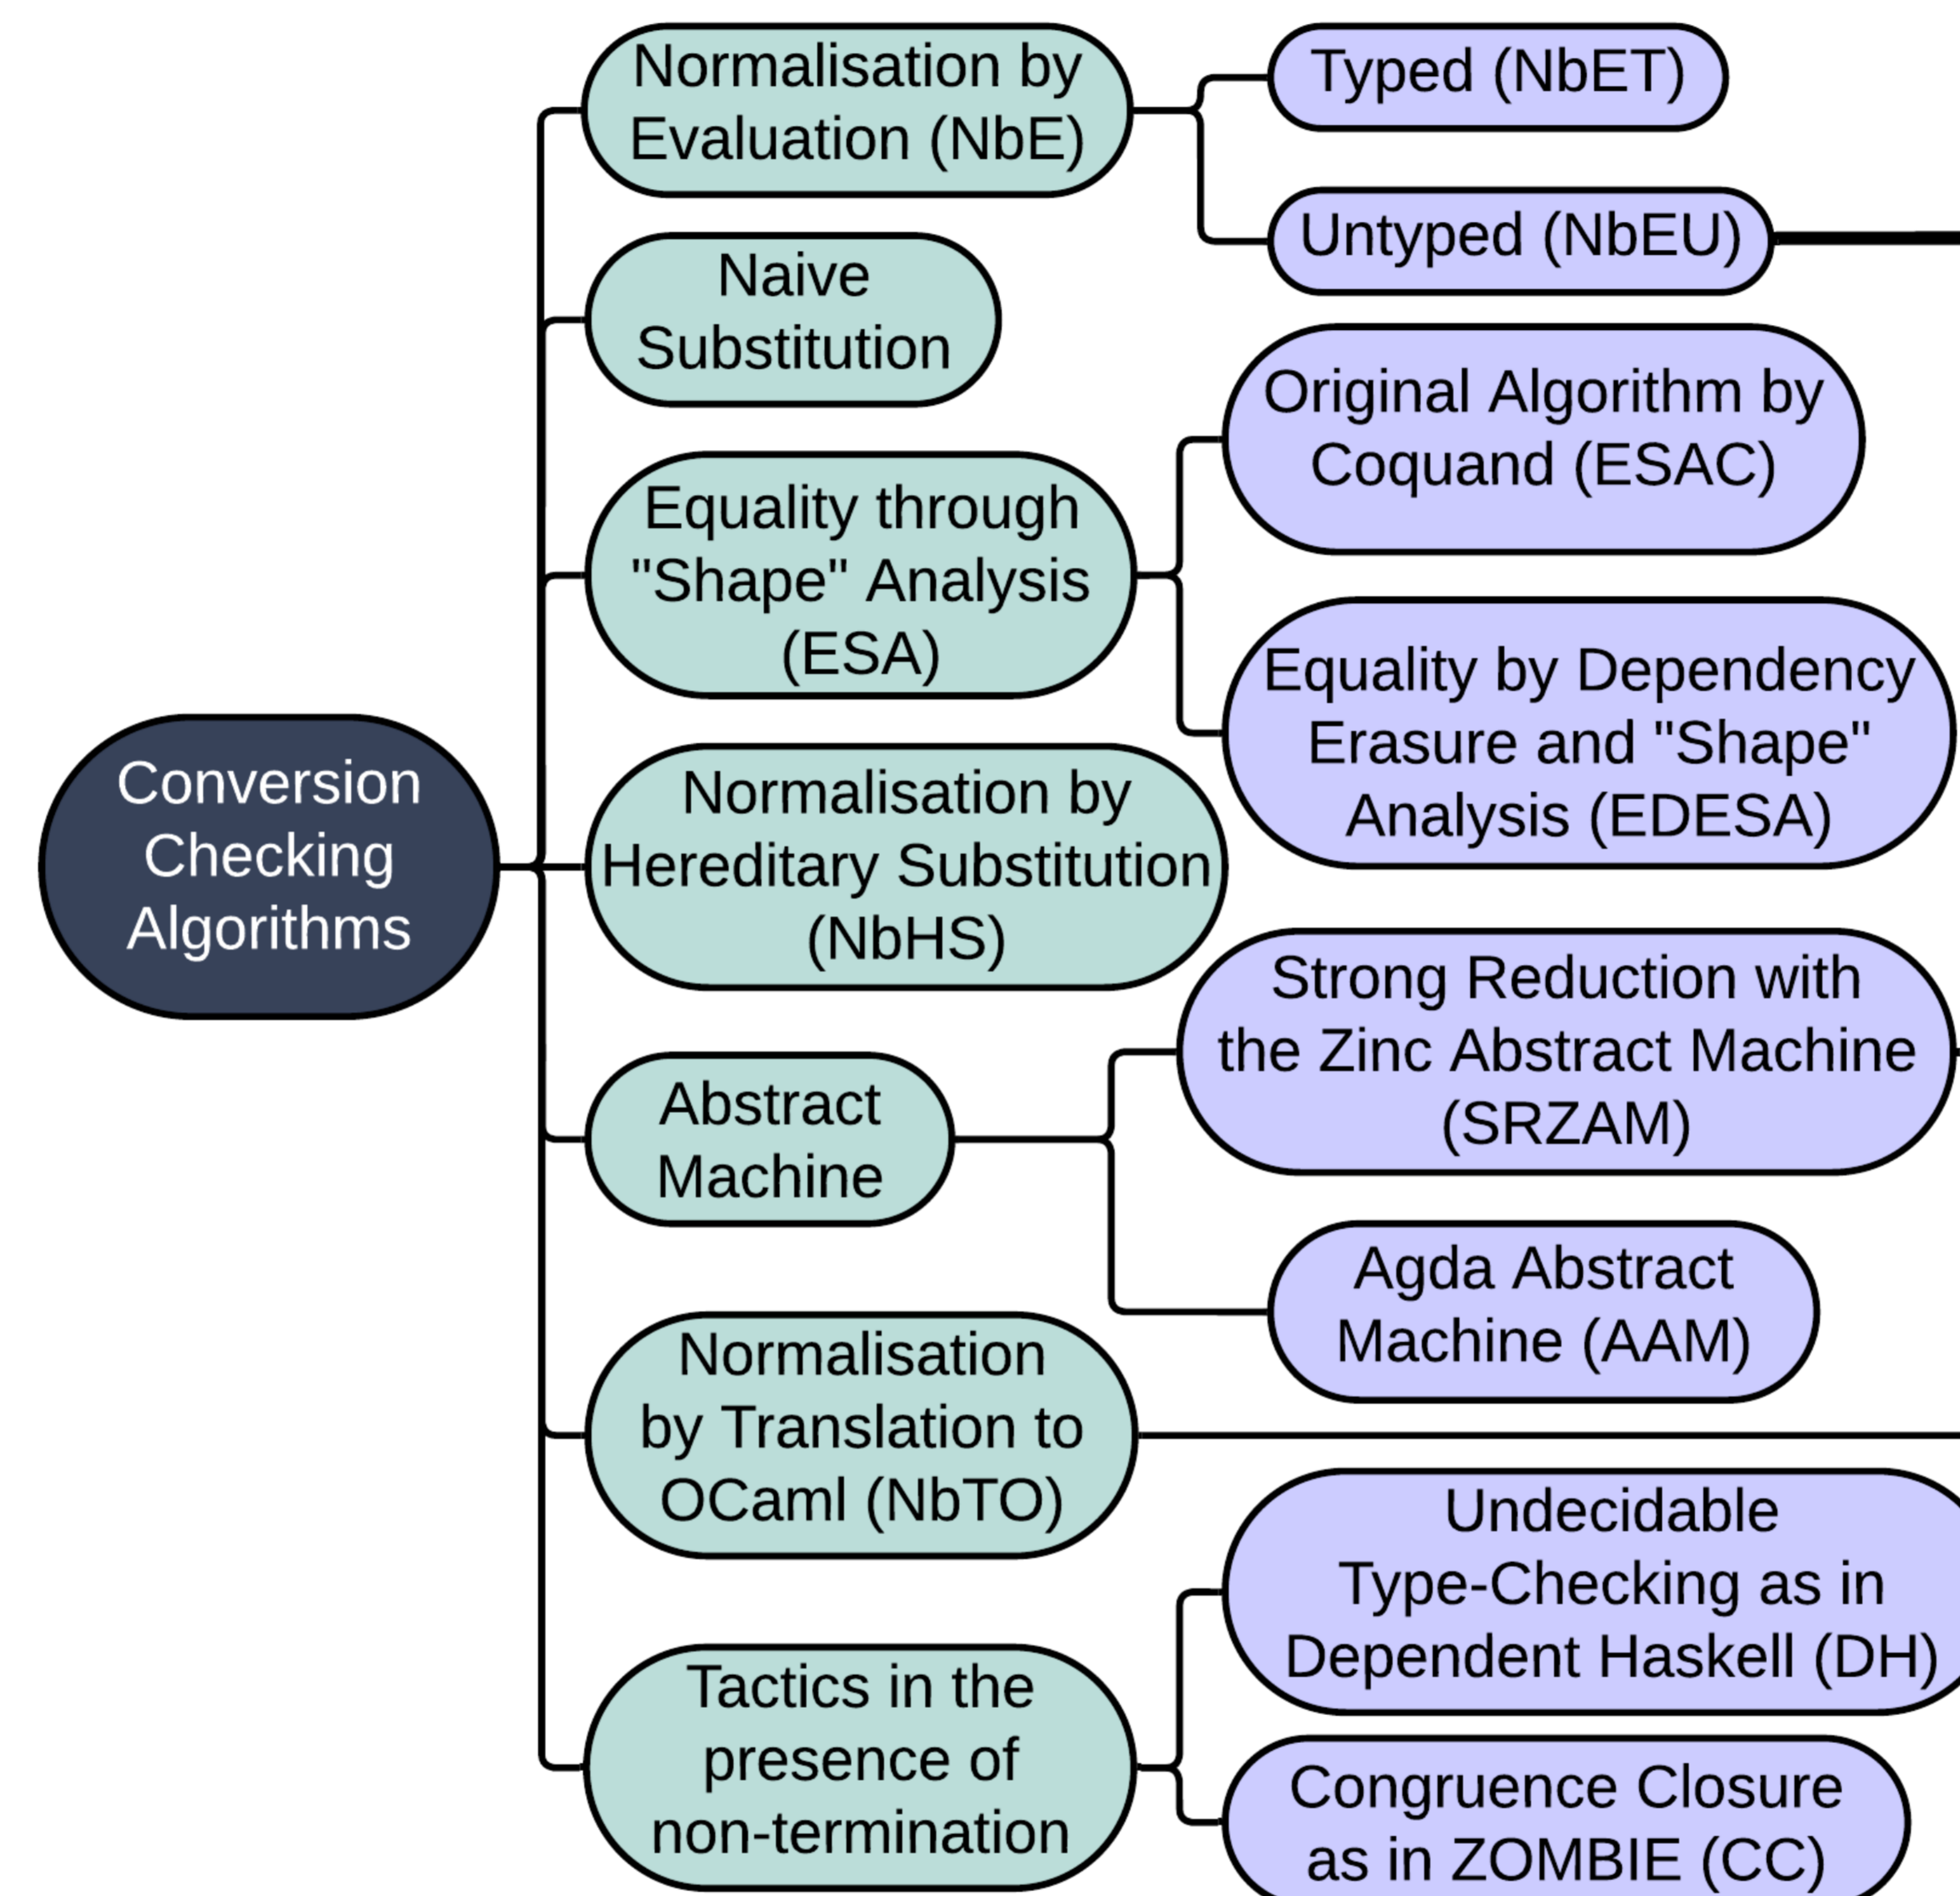 Conversion
Checking
Algorithms
Normalisation by
Evaluation (NbE)
Typed (NbET)
Untyped (NbEU)
Naive
Substitution
Equality through
"Shape" Analysis
(ESA)
Original Algorithm by
Coquand (ESAC)
Equality by Dependency
Erasure and "Shape"
Analysis (EDESA)
Normalisation by
Hereditary Substitution
(NbHS)
Abstract
Machine
Strong Reduction with
the Zinc Abstract Machine
(SRZAM)
Agda Abstract
Machine (AAM)
Normalisation
by Translation to
OCaml (NbTO)
Tactics in the
presence of
non-termination
Undecidable
Type-Checking as in
Dependent Haskell (DH)
Congruence Closure
as in ZOMBIE (CC)